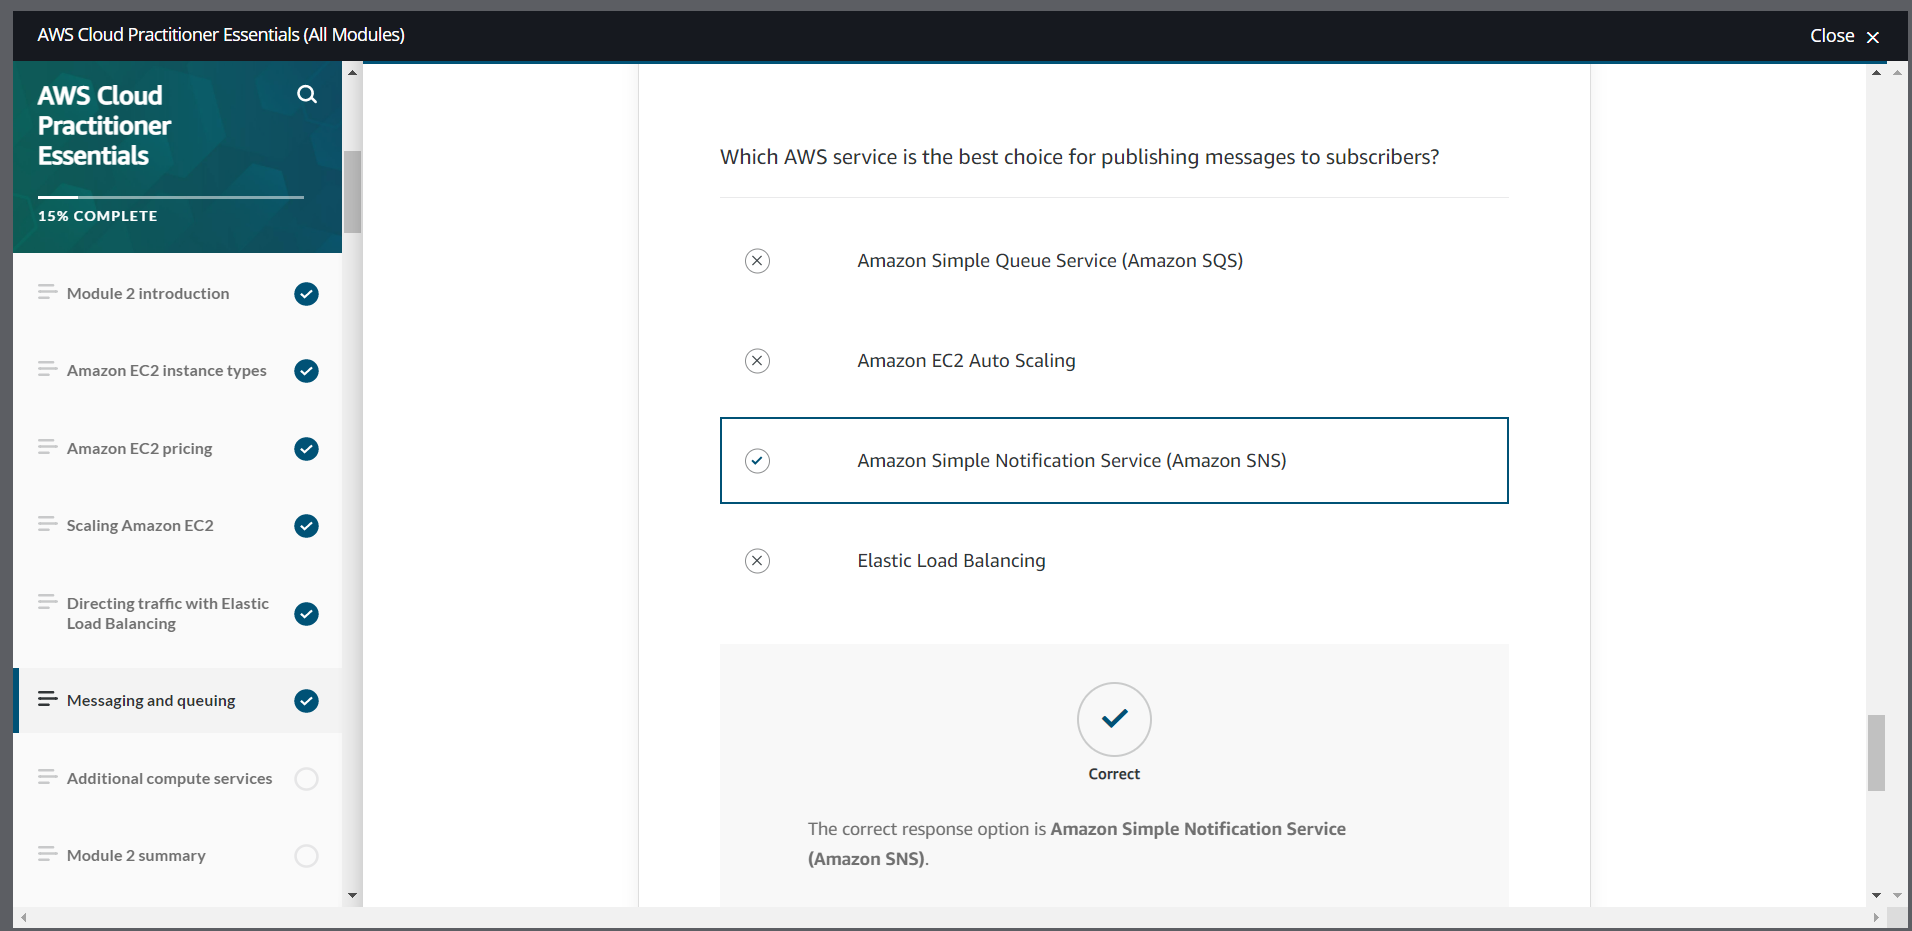 AWS Cloud Practitioner Essentials (All Modules)
Close
AWS Cloud
Practitioner
Essentials
15% COMPLETE
Module 2 introduction
Amazon EC2 instance types
Amazon EC2 pricing
Scaling Amazon EC2
Directing traffic with Elastic
Load Balancing
Messaging and queuing
Additional compute services
Module 2 summary
Which AWS service is the best choice for publishing messages to subscribers?
Amazon Simple Queue Service (Amazon SQS)
Amazon EC2 Auto Scaling
Amazon Simple Notification Service (Amazon SNS)
Elastic Load Balancing
Correct
The correct response option is Amazon Simple Notification Service
(Amazon SNS).